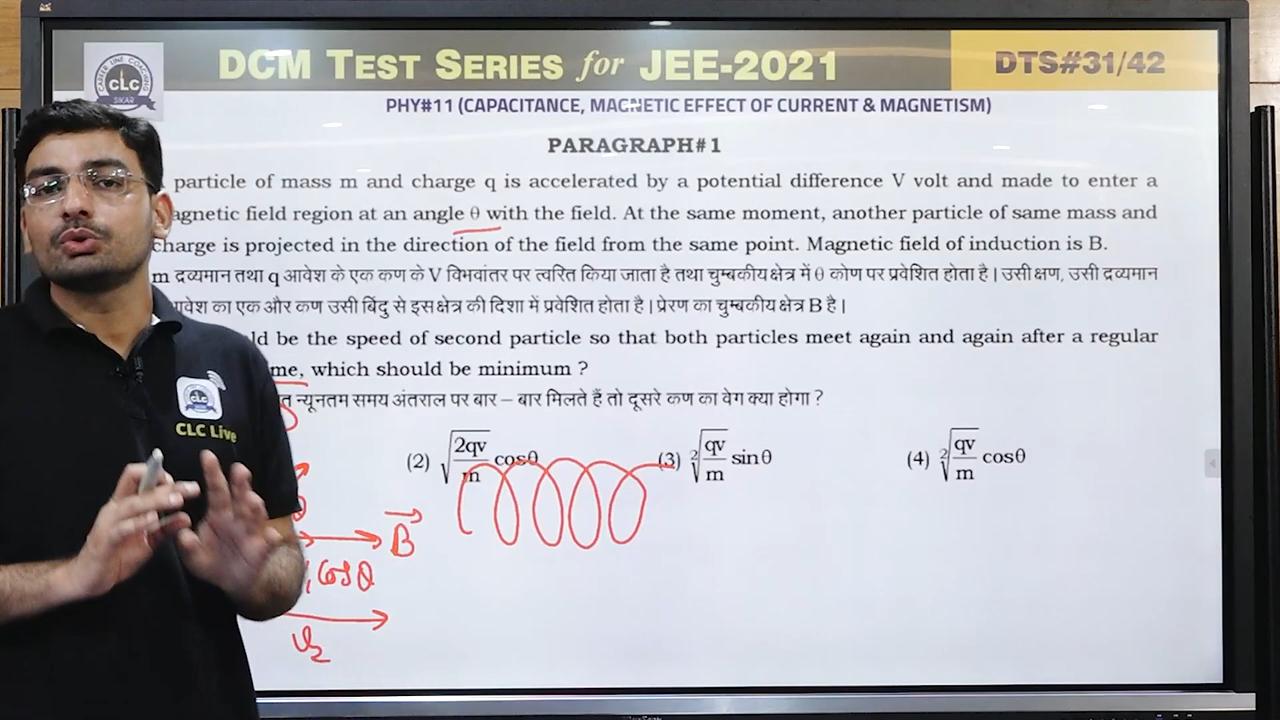 DCM TEST SERIES for JEE-2021
DTS#31/42
CAREER LINE COACHING
CLC
SIKAR
PHY#11 (CAPACITANCE, MAGNETIC EFFECT OF CURRENT & MAGNETISM)
PARAGRAPH#1
particle of mass m and charge q is accelerated by a potential difference V volt and made to enter a
agnetic field region at an angle θ with the field. At the same moment, another particle of same mass and
charge is projected in the direction of the field from the same point. Magnetic field of induction is B.
m द्रव्यमान तथा q आवेश के एक कण के V विभवांतर पर त्वरित किया जाता है तथा चुम्बकीय क्षेत्र में θ कोण पर प्रवेशित होता है। उसी क्षण, उसी द्रव्यमान
आवेश का एक और कण उसी बिंदु से इस क्षेत्र की दिशा में प्रवेशित होता है। प्रेरण का चुम्बकीय क्षेत्र B है।
ld be the speed of second particle so that both particles meet again and again after a regular
me, which should be minimum ?
त न्यूनतम समय अंतराल पर बार – बार मिलते हैं तो दूसरे कण का वेग क्या होगा ?
(2) √(2qv/m) cosθ (3) ²√(qv/m) sinθ (4) ²√(qv/m) cosθ
θ
B
cosθ
v₂
CLC
CLC Live